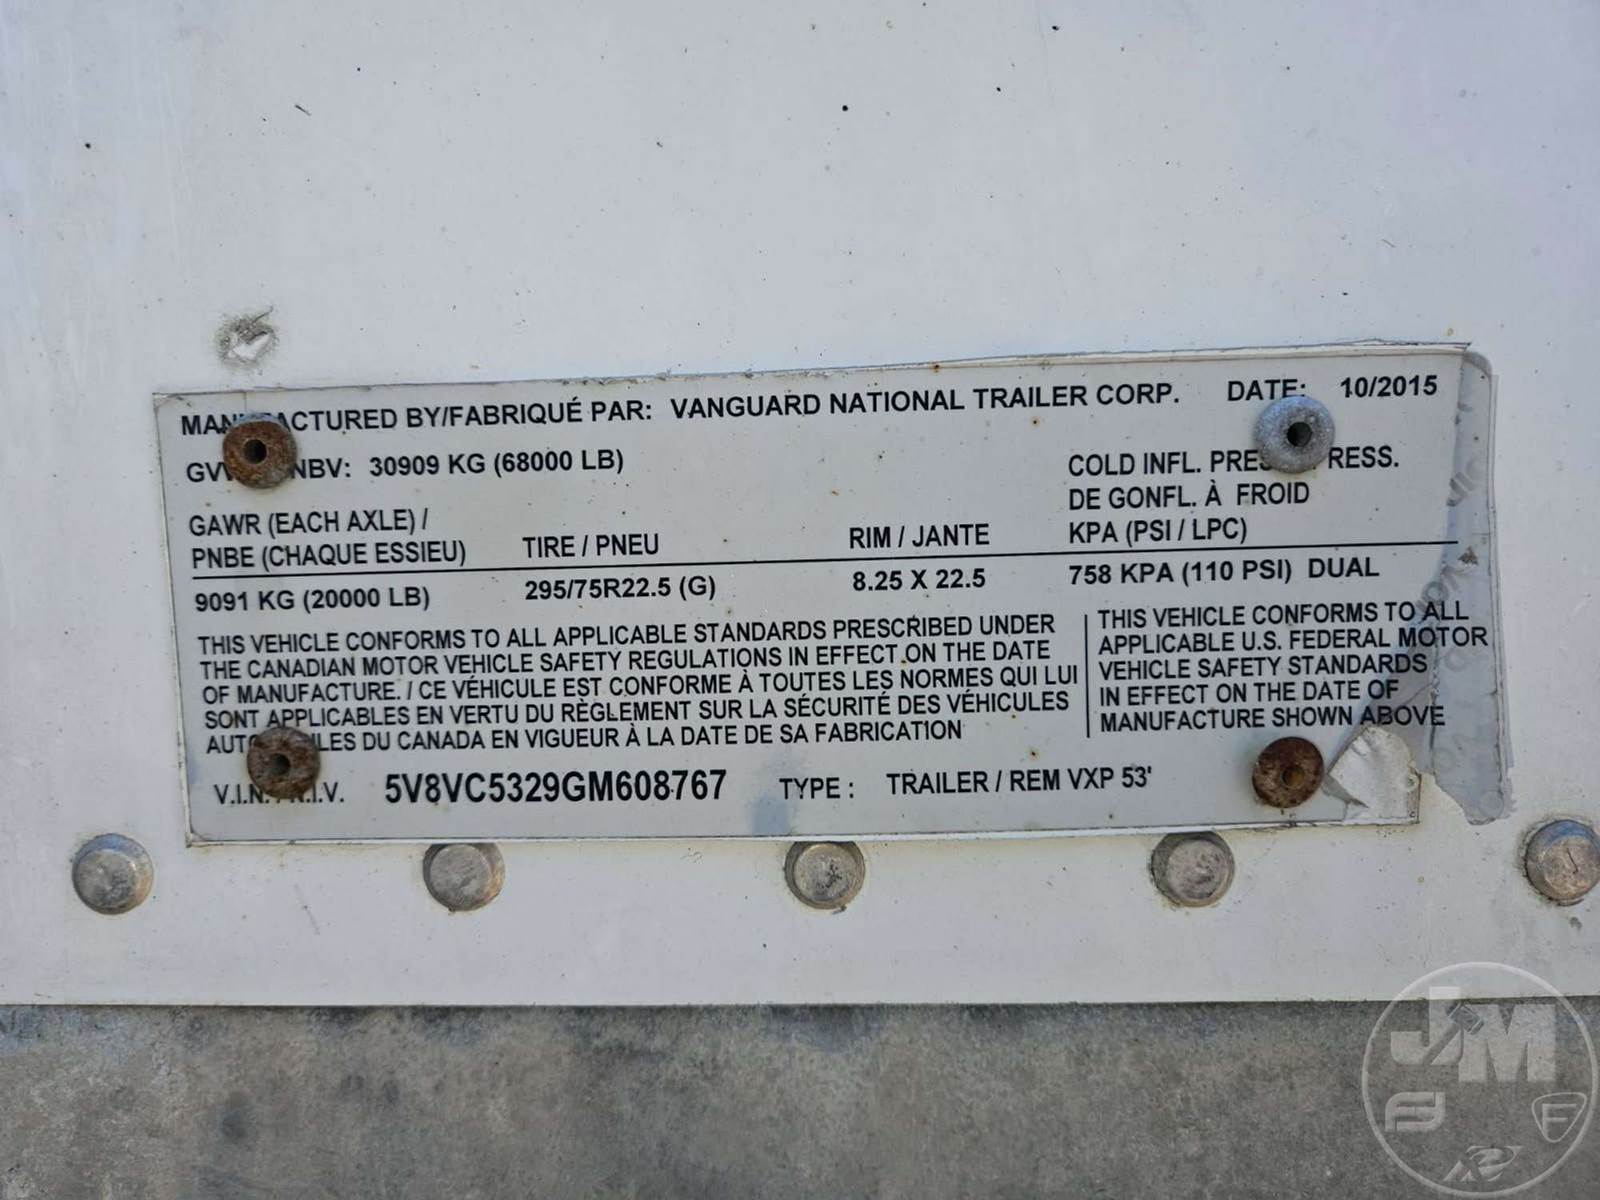 MANUFACTURED BY/FABRIQUÉ PAR: VANGUARD NATIONAL TRAILER CORP. DATE: 10/2015
NBV: 30909 KG (68000 LB)
COLD INFL. PRESS. / PRESS.
DE GONFL. À FROID
KPA (PSI / LPC)
GAWR (EACH AXLE) /
PNBE (CHAQUE ESSIEU) TIRE / PNEU RIM / JANTE
9091 KG (20000 LB) 295/75R22.5 (G) 8.25 X 22.5 758 KPA (110 PSI) DUAL
THIS VEHICLE CONFORMS TO ALL APPLICABLE STANDARDS PRESCRIBED UNDER
THE CANADIAN MOTOR VEHICLE SAFETY REGULATIONS IN EFFECT ON THE DATE
OF MANUFACTURE. / CE VÉHICULE EST CONFORME À TOUTES LES NORMES QUI LUI
SONT APPLICABLES EN VERTU DU RÈGLEMENT SUR LA SÉCURITÉ DES VÉHICULES
AUTOMOBILES DU CANADA EN VIGUEUR À LA DATE DE SA FABRICATION
THIS VEHICLE CONFORMS TO ALL
APPLICABLE U.S. FEDERAL MOTOR
VEHICLE SAFETY STANDARDS
IN EFFECT ON THE DATE OF
MANUFACTURE SHOWN ABOVE
V.I.N. / N.I.V. 5V8VC5329GM608767 TYPE : TRAILER / REM VXP 53'
J M